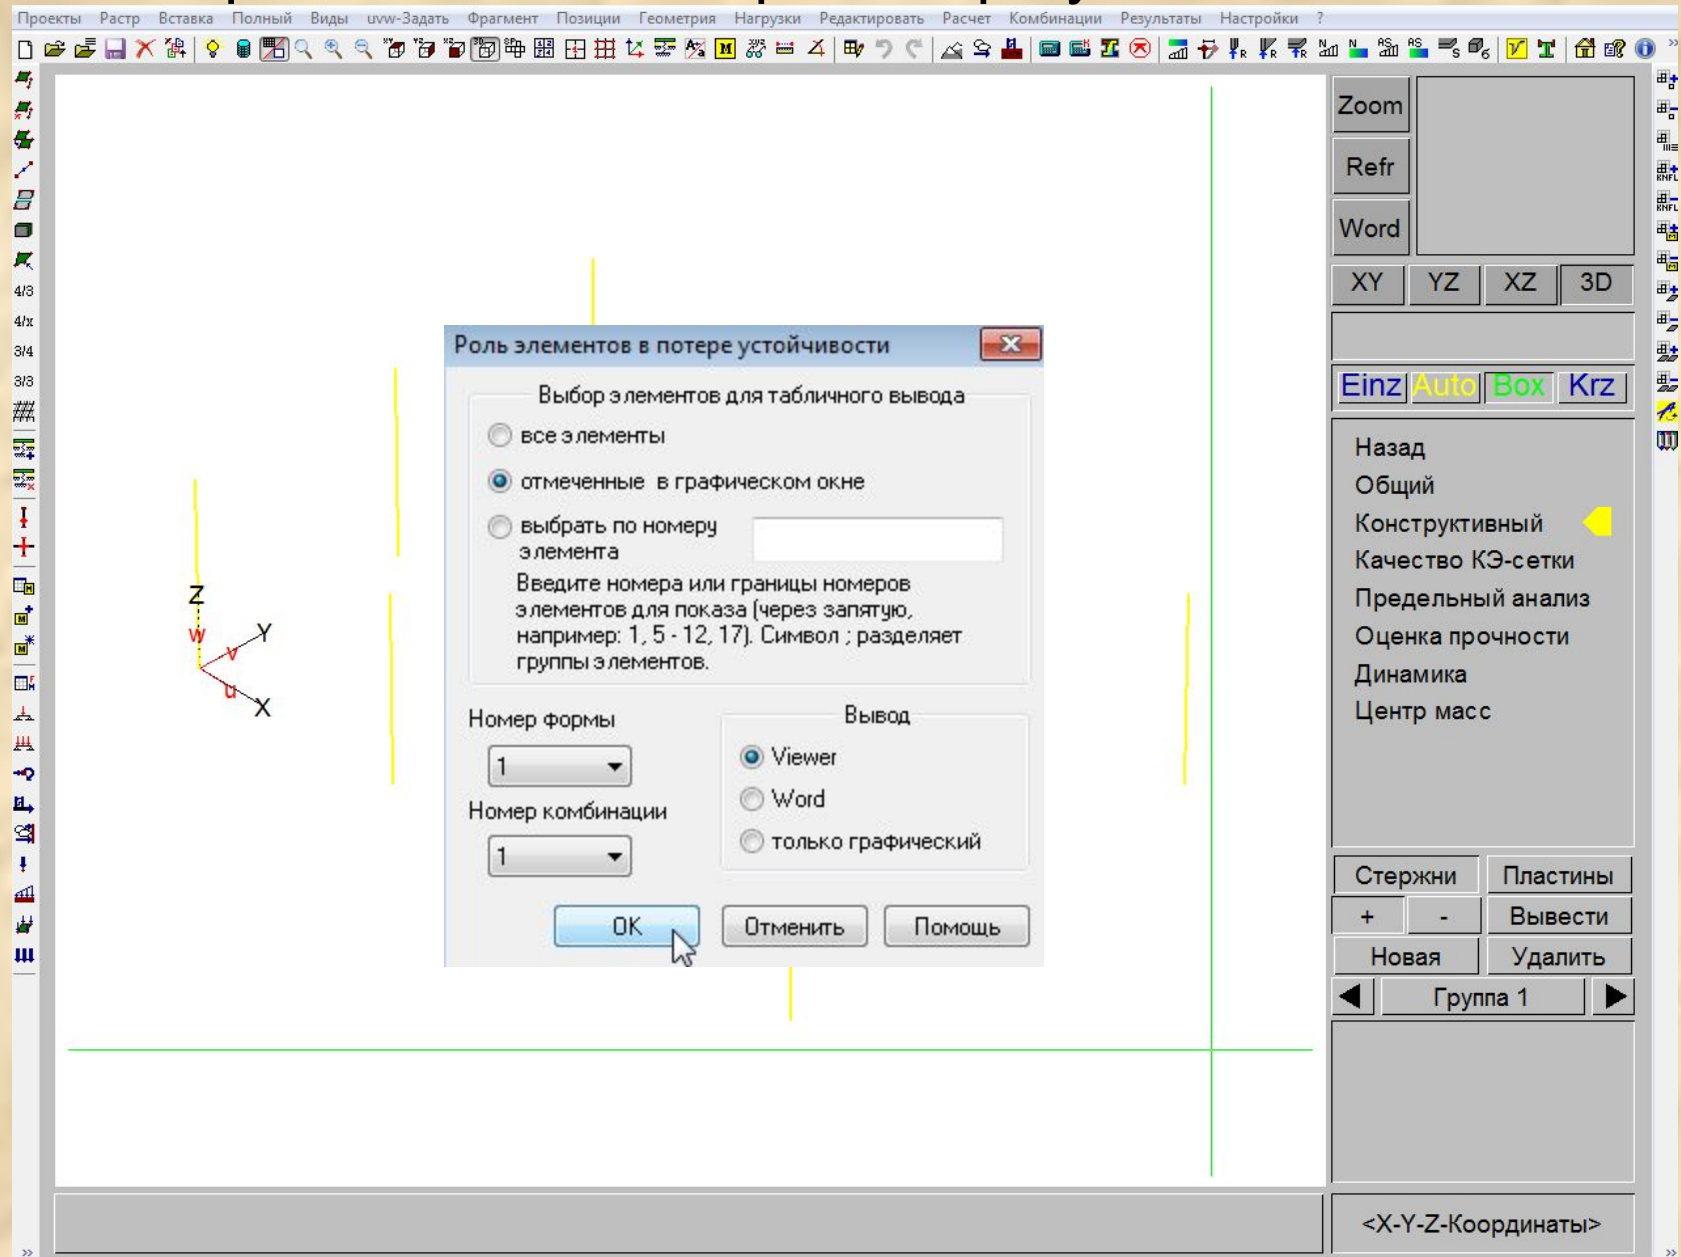 Проекты Растр Вставка Полный Виды uvw-Задать Фрагмент Позиции Геометрия Нагрузки Редактировать Расчет Комбинации Результаты Настройки ?
4/3
4/x
3/4
3/3
Z
w
Y
v
u
X
Роль элементов в потере устойчивости
Выбор элементов для табличного вывода
все элементы
отмеченные в графическом окне
выбрать по номеру
элемента
Введите номера или границы номеров
элементов для показа (через запятую,
например: 1, 5 - 12, 17). Символ ; разделяет
группы элементов.
Номер формы
1
Номер комбинации
1
Вывод
Viewer
Word
только графический
OK Отменить Помощь
Zoom
Refr
Word
XY YZ XZ 3D
Einz Auto Box Krz
Назад
Общий
Конструктивный
Качество КЭ-сетки
Предельный анализ
Оценка прочности
Динамика
Центр масс
Стержни Пластины
+ - Вывести
Новая Удалить
Группа 1
<X-Y-Z-Координаты>